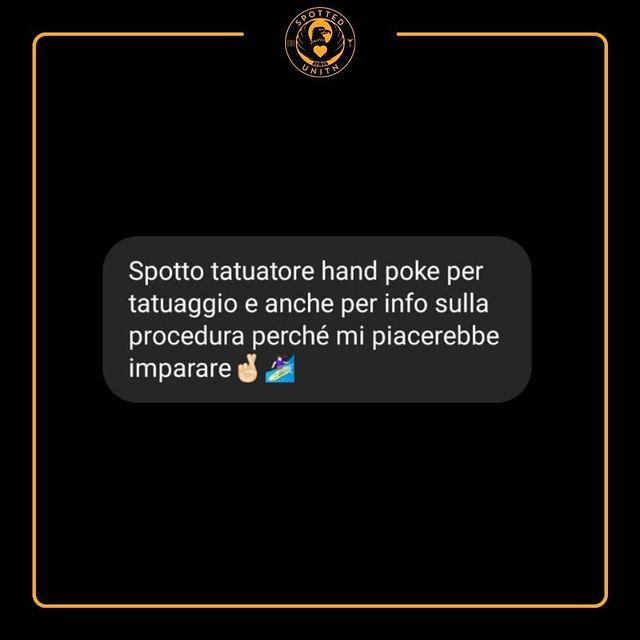 SPOTTED
UNITN
Spotto tatuatore hand poke per
tatuaggio e anche per info sulla
procedura perché mi piacerebbe
imparare🤞🏻🏄🏻‍♀️